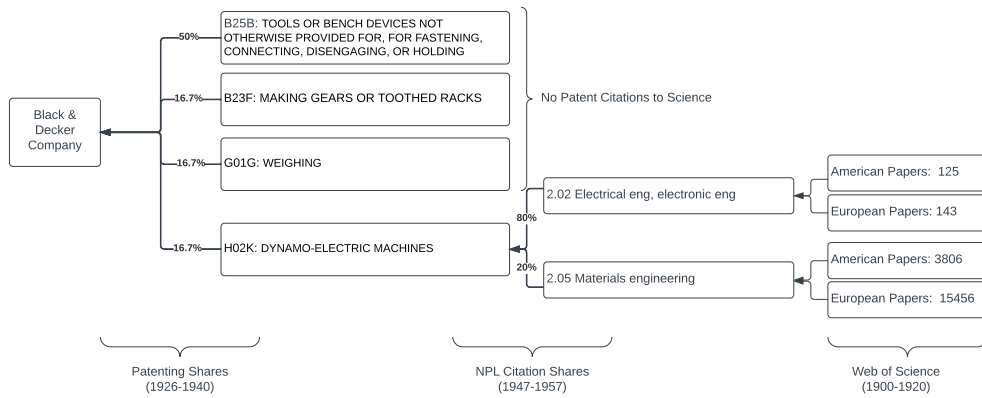 B25B: TOOLS OR BENCH DEVICES NOT
OTHERWISE PROVIDED FOR, FOR FASTENING,
CONNECTING, DISENGAGING, OR HOLDING
50%
B23F: MAKING GEARS OR TOOTHED RACKS
16.7%
No Patent Citations to Science
Black &
Decker
Company
G01G: WEIGHING
16.7%
American Papers:  125
2.02 Electrical eng, electronic eng
European Papers: 143
80%
H02K: DYNAMO-ELECTRIC MACHINES
16.7%
20%
American Papers: 3806
2.05 Materials engineering
European Papers:  15456
Patenting Shares
(1926-1940)
NPL Citation Shares
(1947-1957)
Web of Science
(1900-1920)